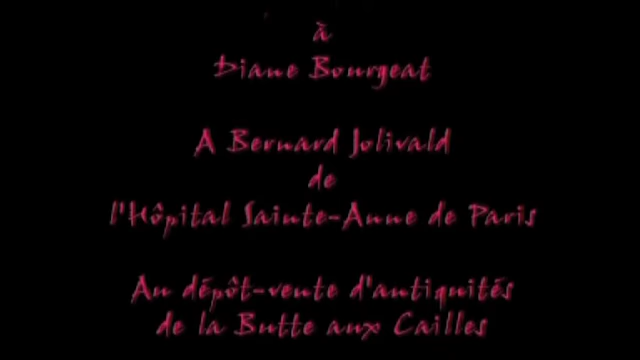 à
Diane Bourgeat
A Bernard Jolivald
de
l'Hôpital Sainte-Anne de Paris
Au dépôt-vente d'antiquités
de la Butte aux Cailles